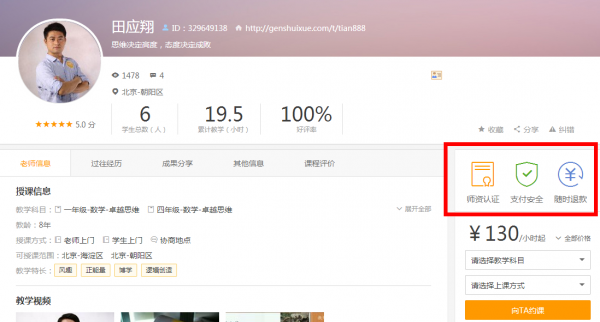 田应翔 ID：329649138 http://genshuixue.com/t/tian888
思维决定高度，态度决定成败
1478 4
北京-朝阳区
5.0 分
6 19.5 100%
学生总数（人） 累计教学（小时） 好评率
收藏 分享 纠错
老师信息 过往经历 成果分享 其他信息 课程评价
师资认证 支付安全 随时退款
授课信息
教学科目： 一年级-数学-卓越思维 四年级-数学-卓越思维 展开全部
教龄： 8年
授课方式： 老师上门 学生上门 协商地点
可授课范围： 北京-海淀区 北京-朝阳区
教学特长： 风趣 正能量 博学
¥130/小时起 全部价格
请选择教学科目
请选择上课方式
向TA约课
教学视频